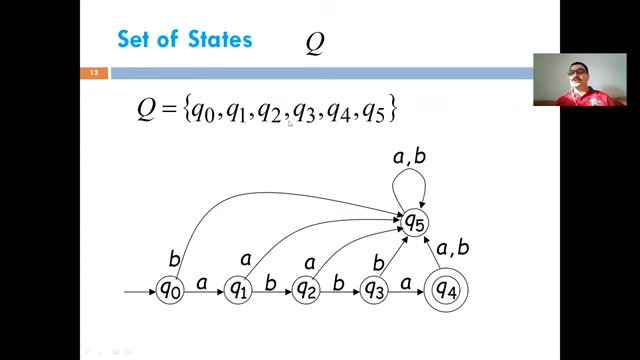 Set of States Q
13
Q = {q0, q1, q2, q3, q4, q5}
a, b
q5
b a a b a, b
q0 a q1 b q2 b q3 a q4